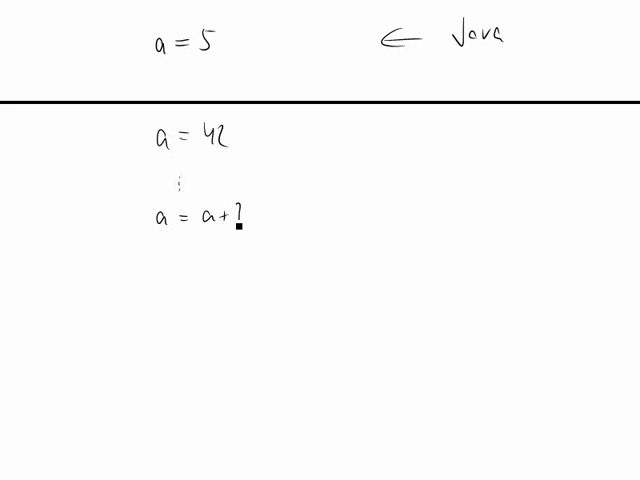 a = 5 ← Java
a = 42
⋮
a = a +